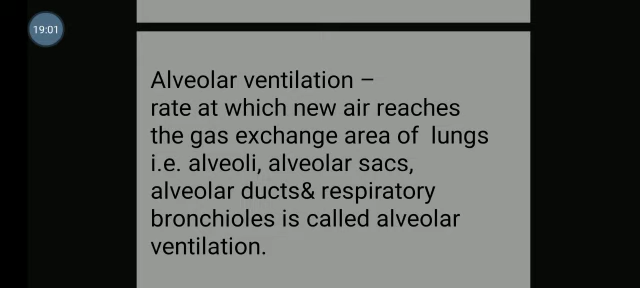 19:01
Alveolar ventilation –
rate at which new air reaches
the gas exchange area of  lungs
i.e. alveoli, alveolar sacs,
alveolar ducts& respiratory
bronchioles is called alveolar
ventilation.